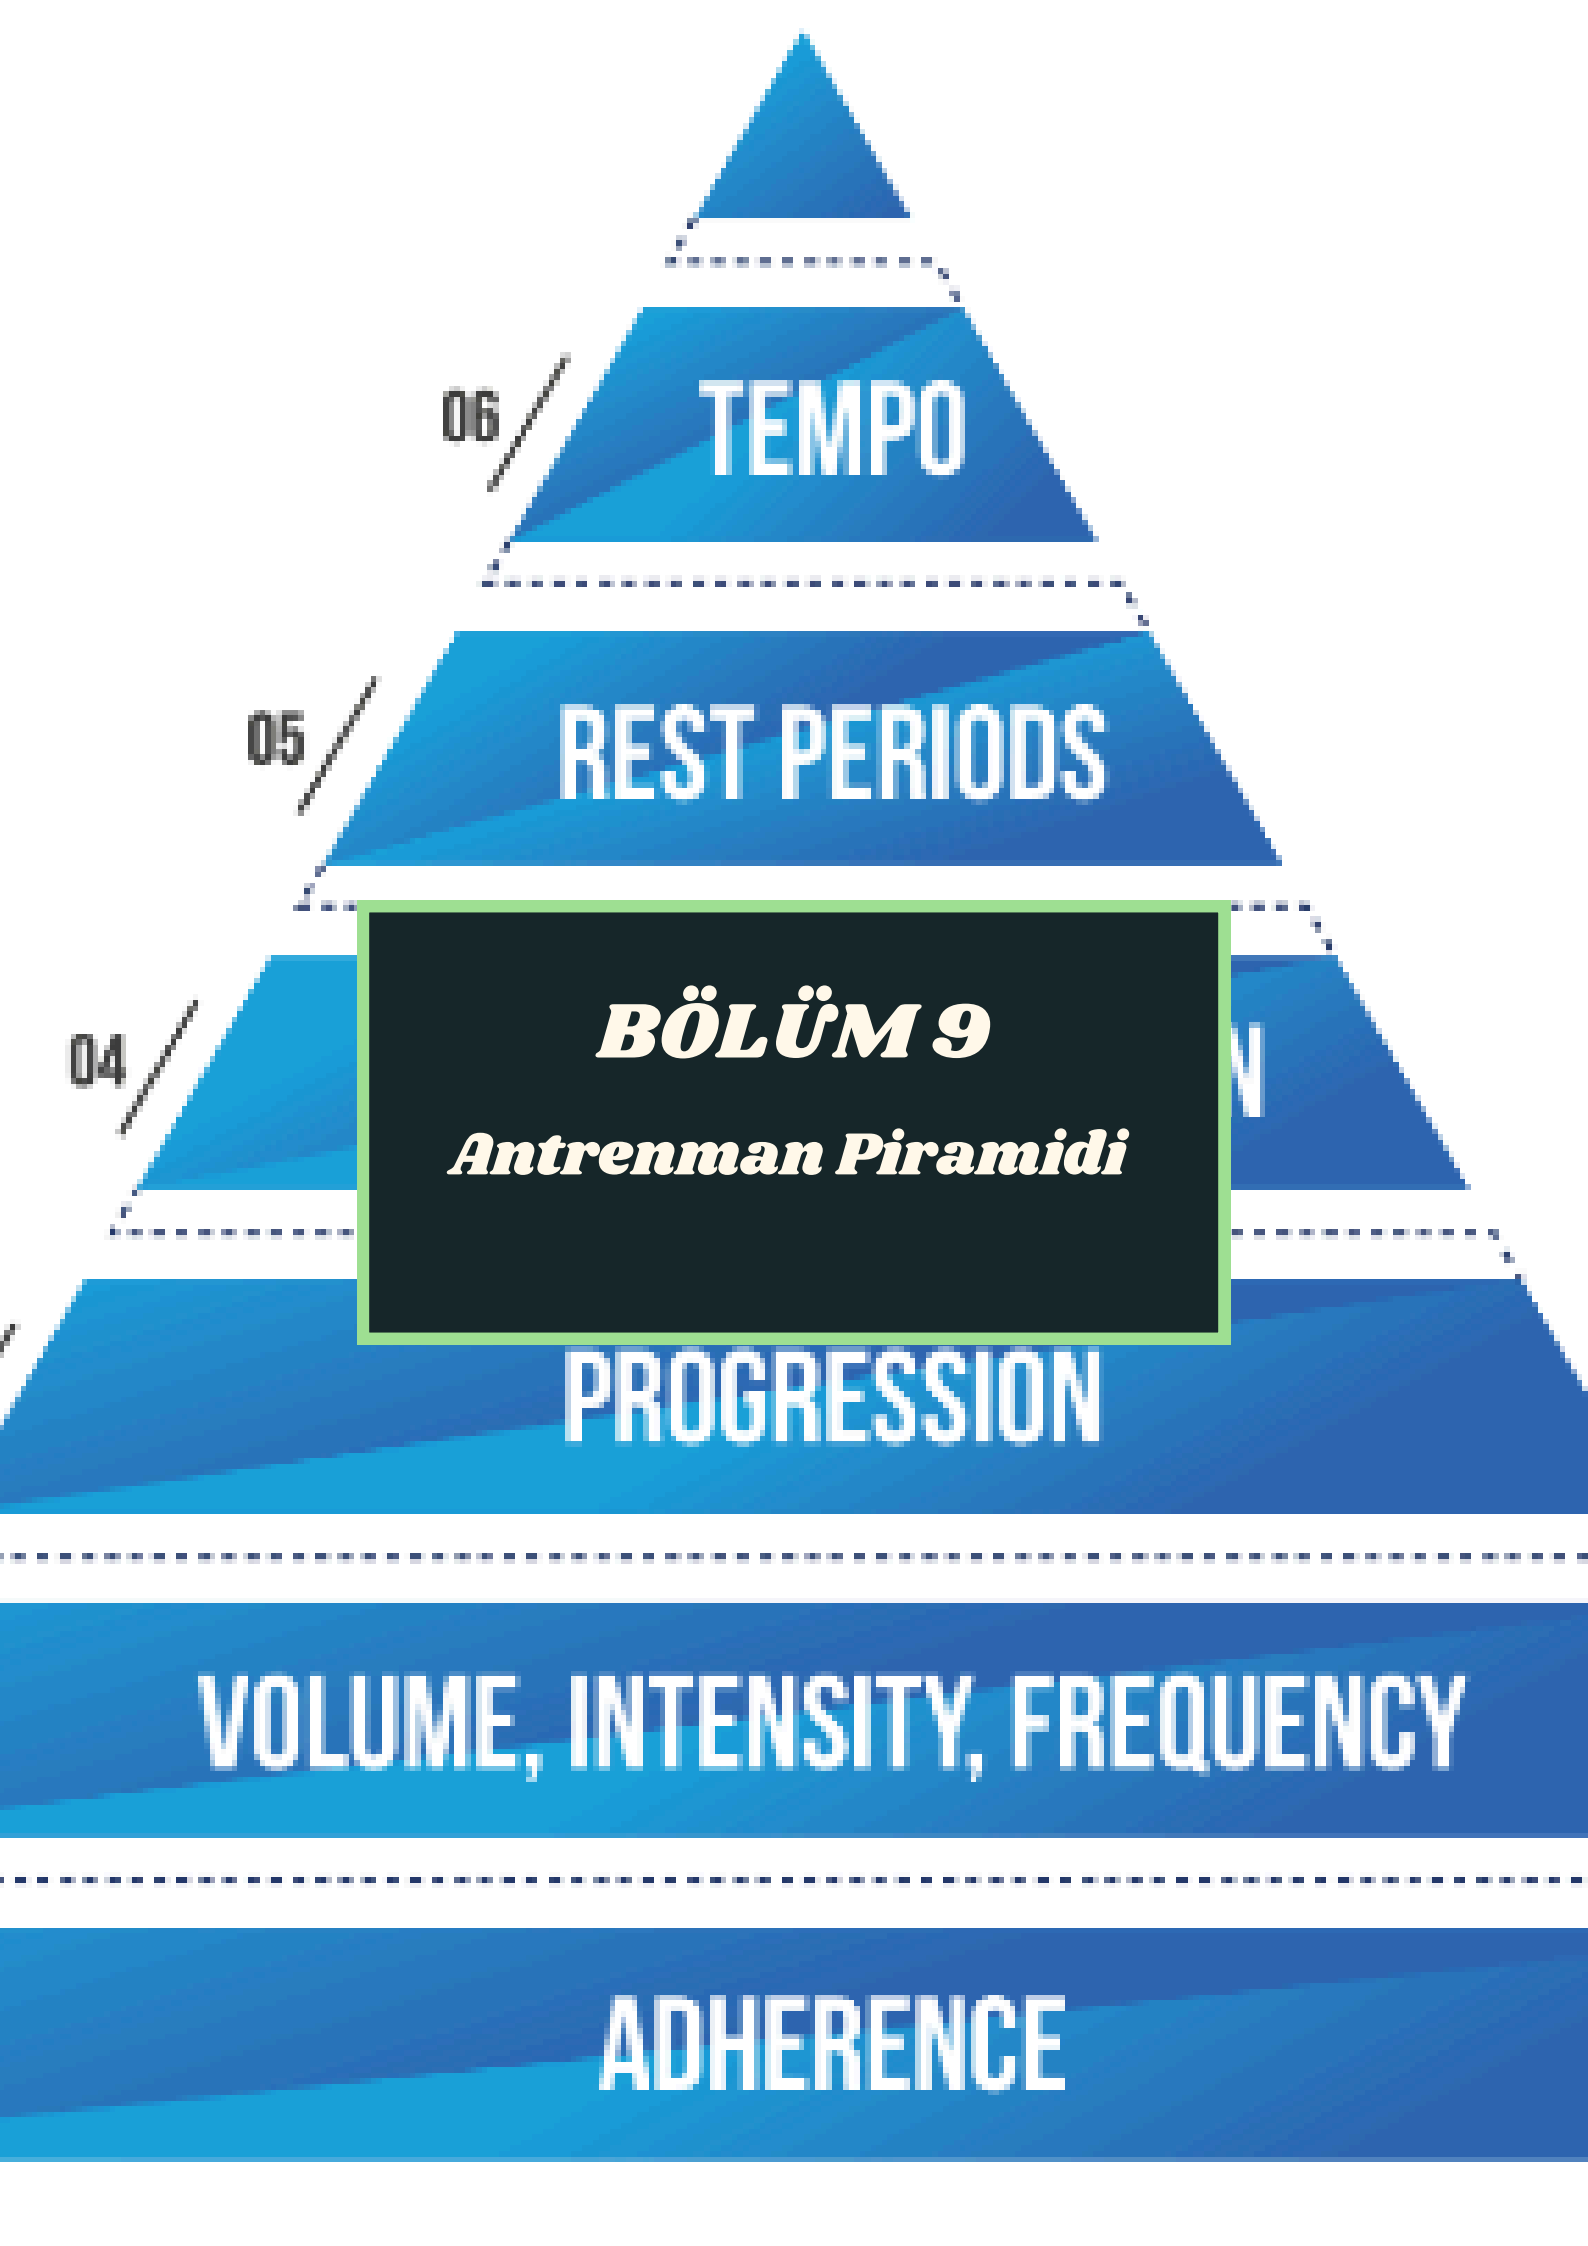 06
TEMPO
05
REST PERIODS
04
BÖLÜM 9
Antrenman Piramidi
PROGRESSION
VOLUME, INTENSITY, FREQUENCY
ADHERENCE